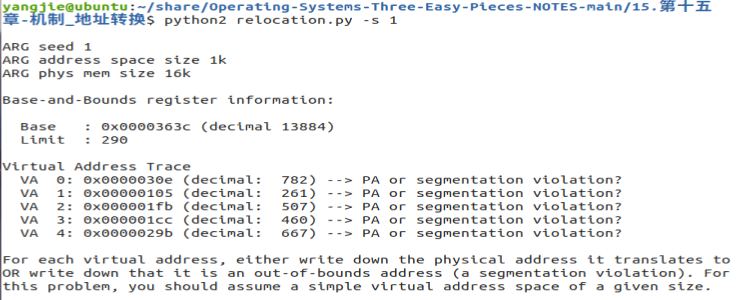 yangjie@ubuntu:~/share/Operating-Systems-Three-Easy-Pieces-NOTES-main/15.第十五
章-机制_地址转换$ python2 relocation.py -s 1
ARG seed 1
ARG address space size 1k
ARG phys mem size 16k
Base-and-Bounds register information:
Base   : 0x0000363c (decimal 13884)
Limit  : 290
Virtual Address Trace
VA  0: 0x0000030e (decimal:  782) --> PA or segmentation violation?
VA  1: 0x00000105 (decimal:  261) --> PA or segmentation violation?
VA  2: 0x000001fb (decimal:  507) --> PA or segmentation violation?
VA  3: 0x000001cc (decimal:  460) --> PA or segmentation violation?
VA  4: 0x0000029b (decimal:  667) --> PA or segmentation violation?
For each virtual address, either write down the physical address it translates to
OR write down that it is an out-of-bounds address (a segmentation violation). For
this problem, you should assume a simple virtual address space of a given size.